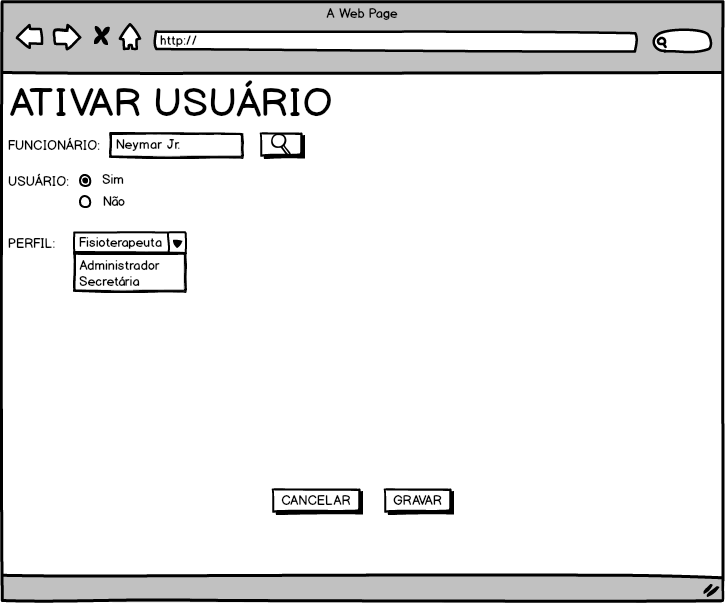 A Web Page
http://
ATIVAR USUÁRIO
FUNCIONÁRIO: Neymar Jr.
USUÁRIO: Sim
Não
PERFIL: Fisioterapeuta
Administrador
Secretária
CANCELAR GRAVAR